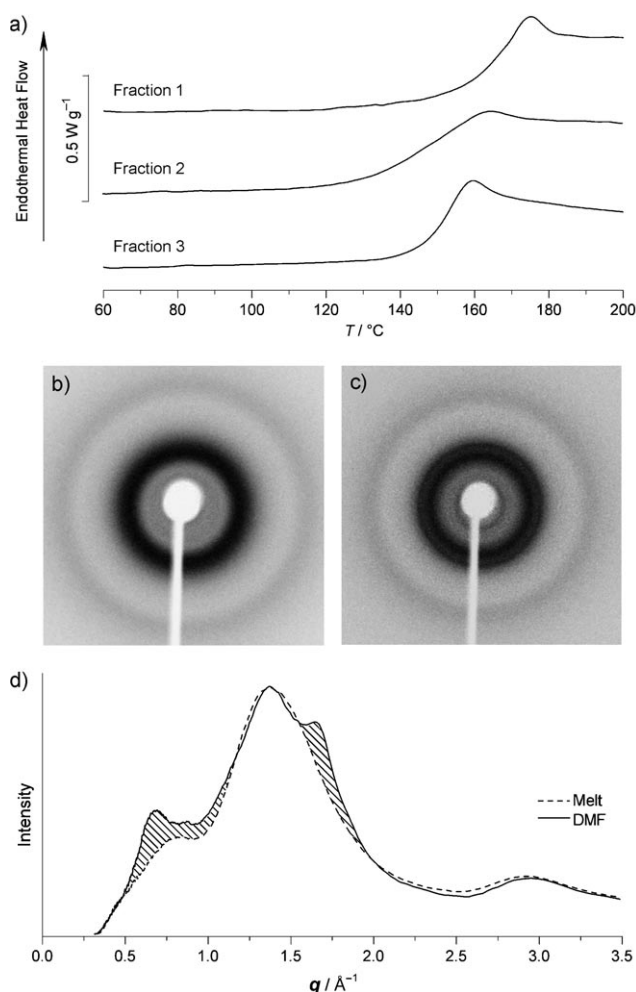 a)
Endothermal Heat Flow
0.5 W g⁻¹
Fraction 1
Fraction 2
Fraction 3
60 80 100 120 140 160 180 200
T / °C
b)
c)
d)
Intensity
Melt
DMF
0.0 0.5 1.0 1.5 2.0 2.5 3.0 3.5
q / Å⁻¹